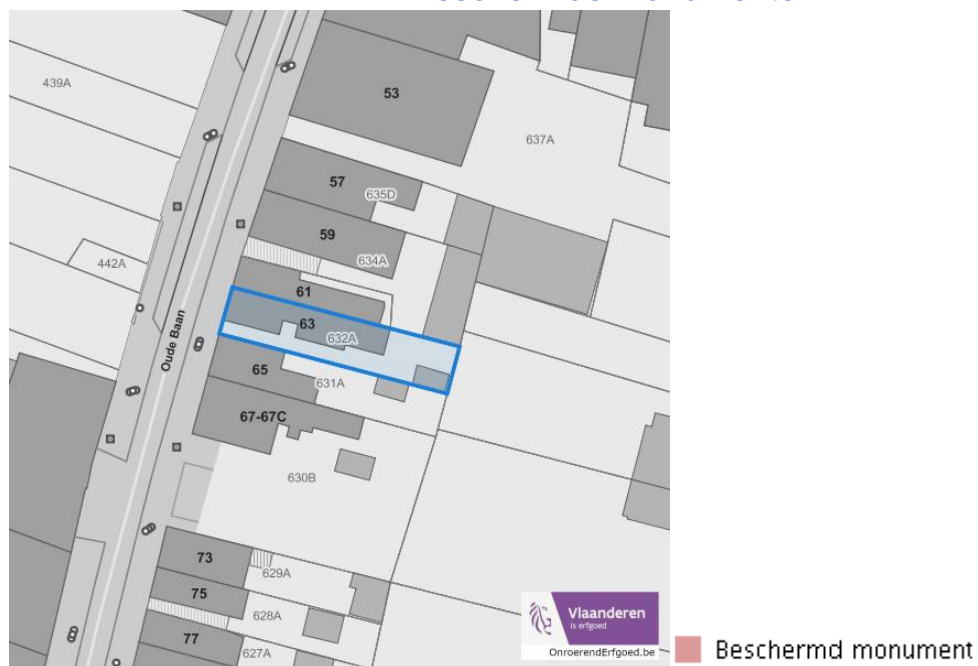 439A
53
637A
57
635D
59
634A
442A
61
63
632A
Oude Baan
65
631A
67-67C
630B
73
629A
75
628A
77
627A
Vlaanderen
is erfgoed
OnroerendErfgoed.be
Beschermd monument